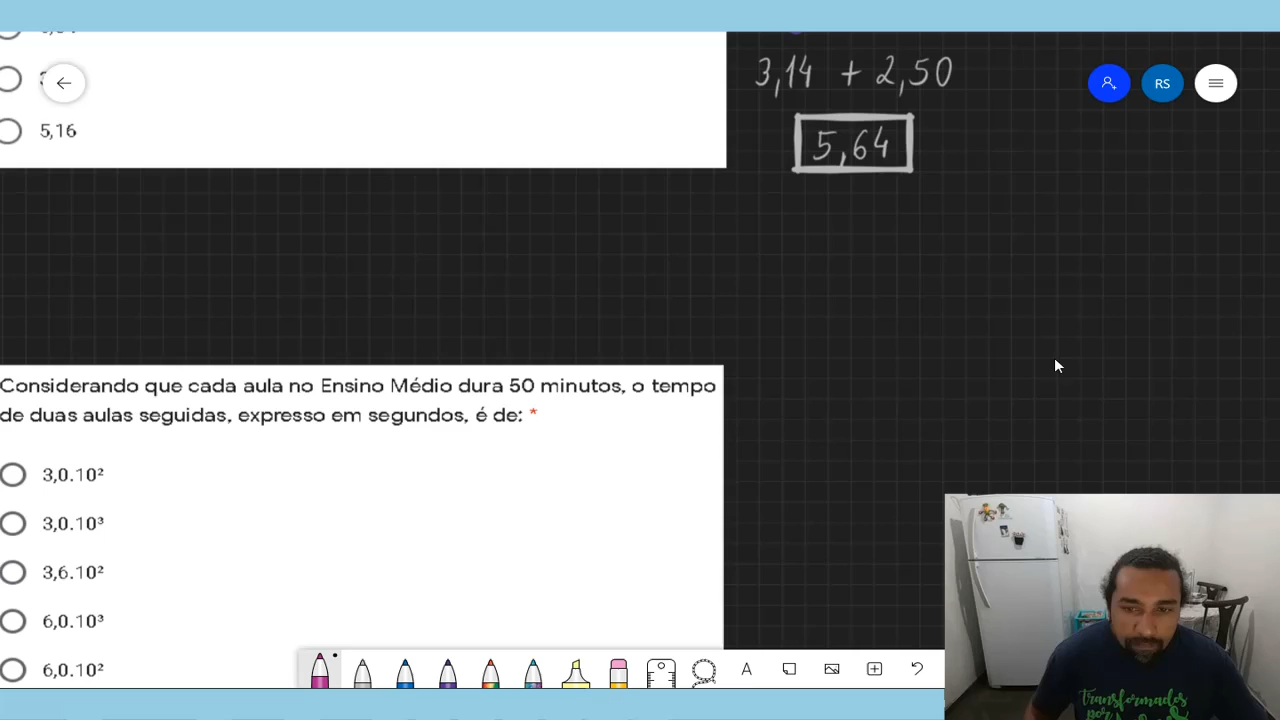 3,14 + 2,50
5,16
5,64
RS
Considerando que cada aula no Ensino Médio dura 50 minutos, o tempo
de duas aulas seguidas, expresso em segundos, é de: *
3,0.10²
3,0.10³
3,6.10²
6,0.10³
6,0.10²
A
transformados
por